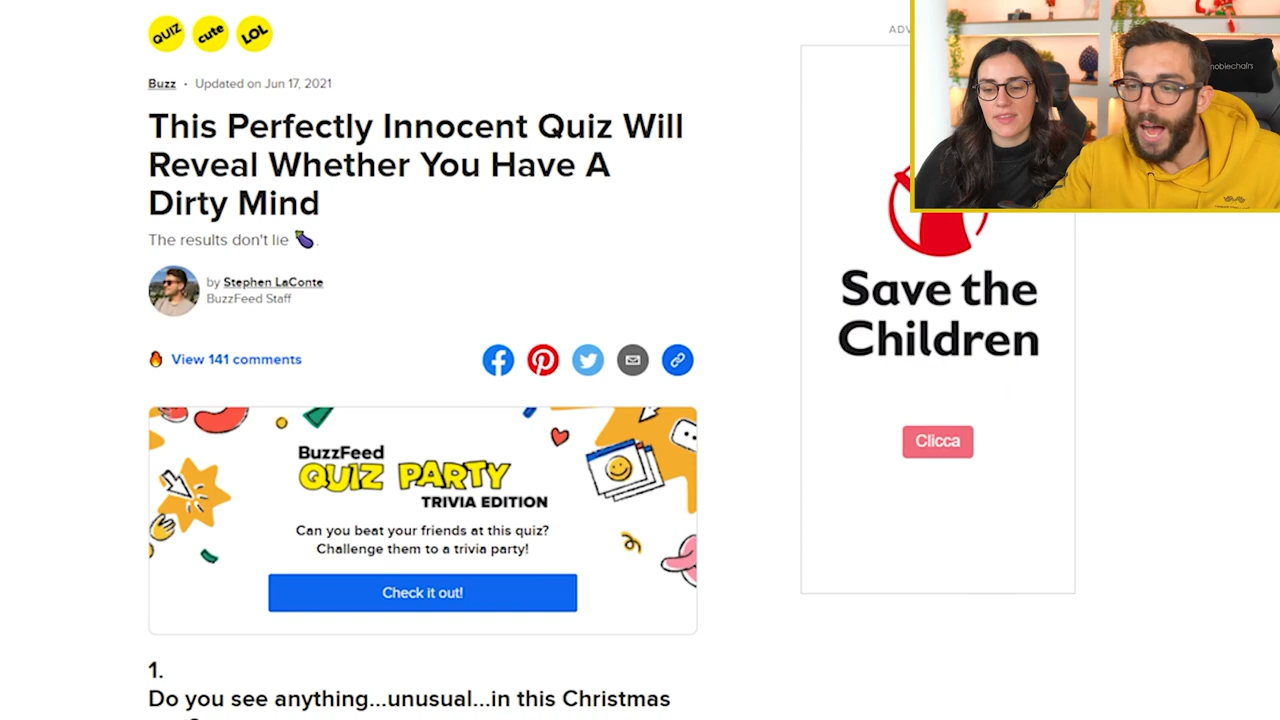 QUIZ
cute
LOL
Buzz · Updated on Jun 17, 2021
This Perfectly Innocent Quiz Will
Reveal Whether You Have A
Dirty Mind
The results don't lie 🍆.
by Stephen LaConte
BuzzFeed Staff
View 141 comments
BuzzFeed
QUIZ PARTY
TRIVIA EDITION
Can you beat your friends at this quiz?
Challenge them to a trivia party!
Check it out!
1.
Do you see anything...unusual...in this Christmas
noblechairs
Save the
Children
Clicca